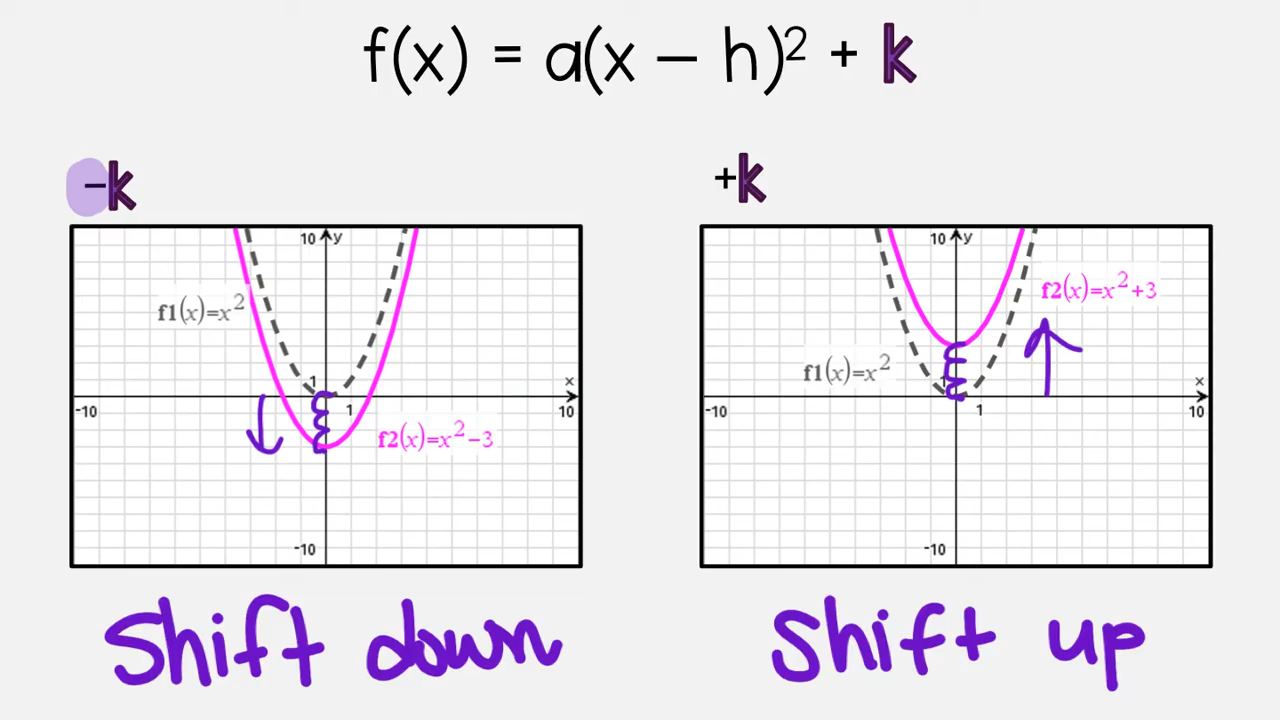 f(x) = a(x – h)² + k
-k
+k
10 y
f1(x)=x²
1
x
-10
1
10
f2(x)=x²-3
-10
Shift down
10 y
f2(x)=x²+3
f1(x)=x²
1
x
-10
1
10
-10
Shift up